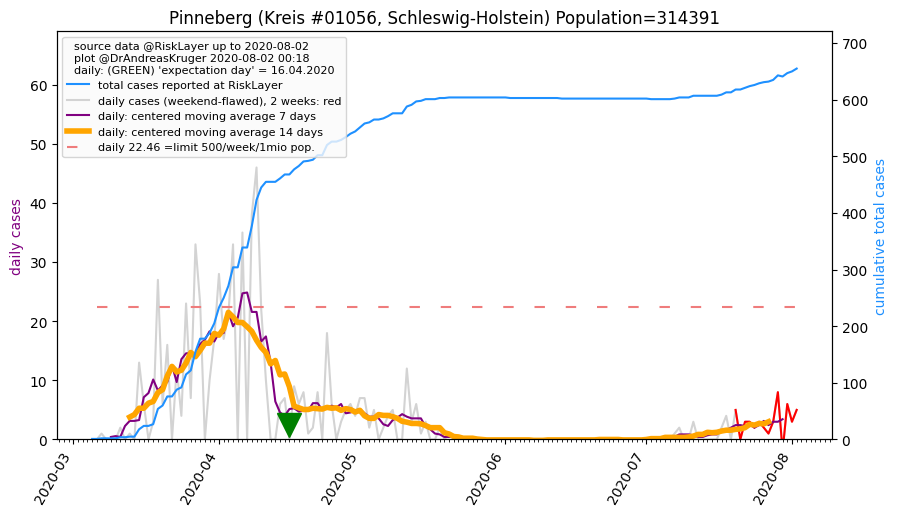 Pinneberg (Kreis #01056, Schleswig-Holstein) Population=314391
source data @RiskLayer up to 2020-08-02
plot @DrAndreasKruger 2020-08-02 00:18
daily: (GREEN) 'expectation day' = 16.04.2020
total cases reported at RiskLayer
daily cases (weekend-flawed), 2 weeks: red
daily: centered moving average 7 days
daily: centered moving average 14 days
daily 22.46 =limit 500/week/1mio pop.
daily cases
60
50
40
30
20
10
0
700
600
500
400
300
200
100
0
cumulative total cases
2020-03
2020-04
2020-05
2020-06
2020-07
2020-08